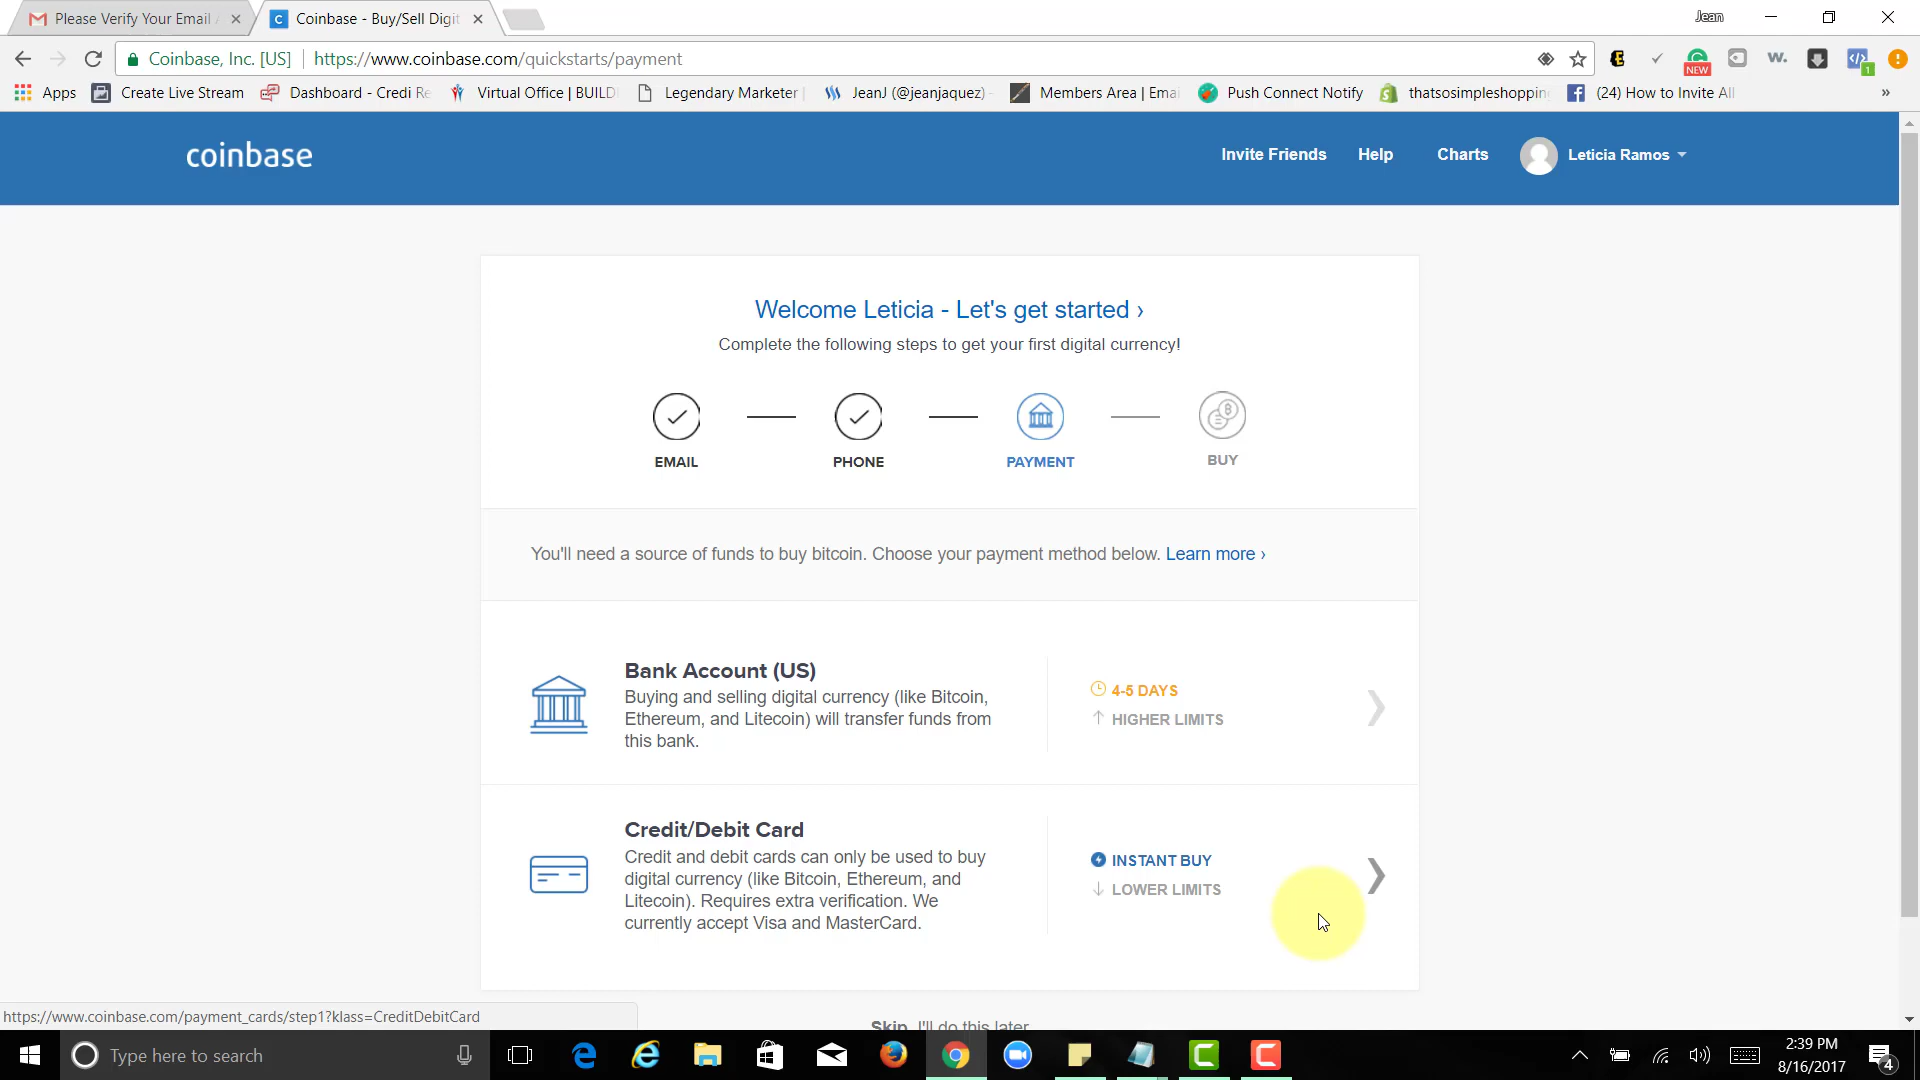 Please Verify Your Email A
Coinbase - Buy/Sell Digit
Jean
Coinbase, Inc. [US]
https://www.coinbase.com/quickstarts/payment
NEW
w.
1
Apps
Create Live Stream
Dashboard - Credi Re
Virtual Office | BUILD
Legendary Marketer
JeanJ (@jeanjaquez)
Members Area | Emai
Push Connect Notify
thatsosimpleshoppin
(24) How to Invite All
»
coinbase
Invite Friends
Help
Charts
Leticia Ramos
Welcome Leticia - Let's get started ›
Complete the following steps to get your first digital currency!
EMAIL
PHONE
PAYMENT
BUY
You'll need a source of funds to buy bitcoin. Choose your payment method below. Learn more ›
Bank Account (US)
Buying and selling digital currency (like Bitcoin,
Ethereum, and Litecoin) will transfer funds from
this bank.
4-5 DAYS
HIGHER LIMITS
Credit/Debit Card
Credit and debit cards can only be used to buy
digital currency (like Bitcoin, Ethereum, and
Litecoin). Requires extra verification. We
currently accept Visa and MasterCard.
INSTANT BUY
LOWER LIMITS
Skip, I'll do this later
https://www.coinbase.com/payment_cards/step1?klass=CreditDebitCard
Type here to search
2:39 PM
8/16/2017
4